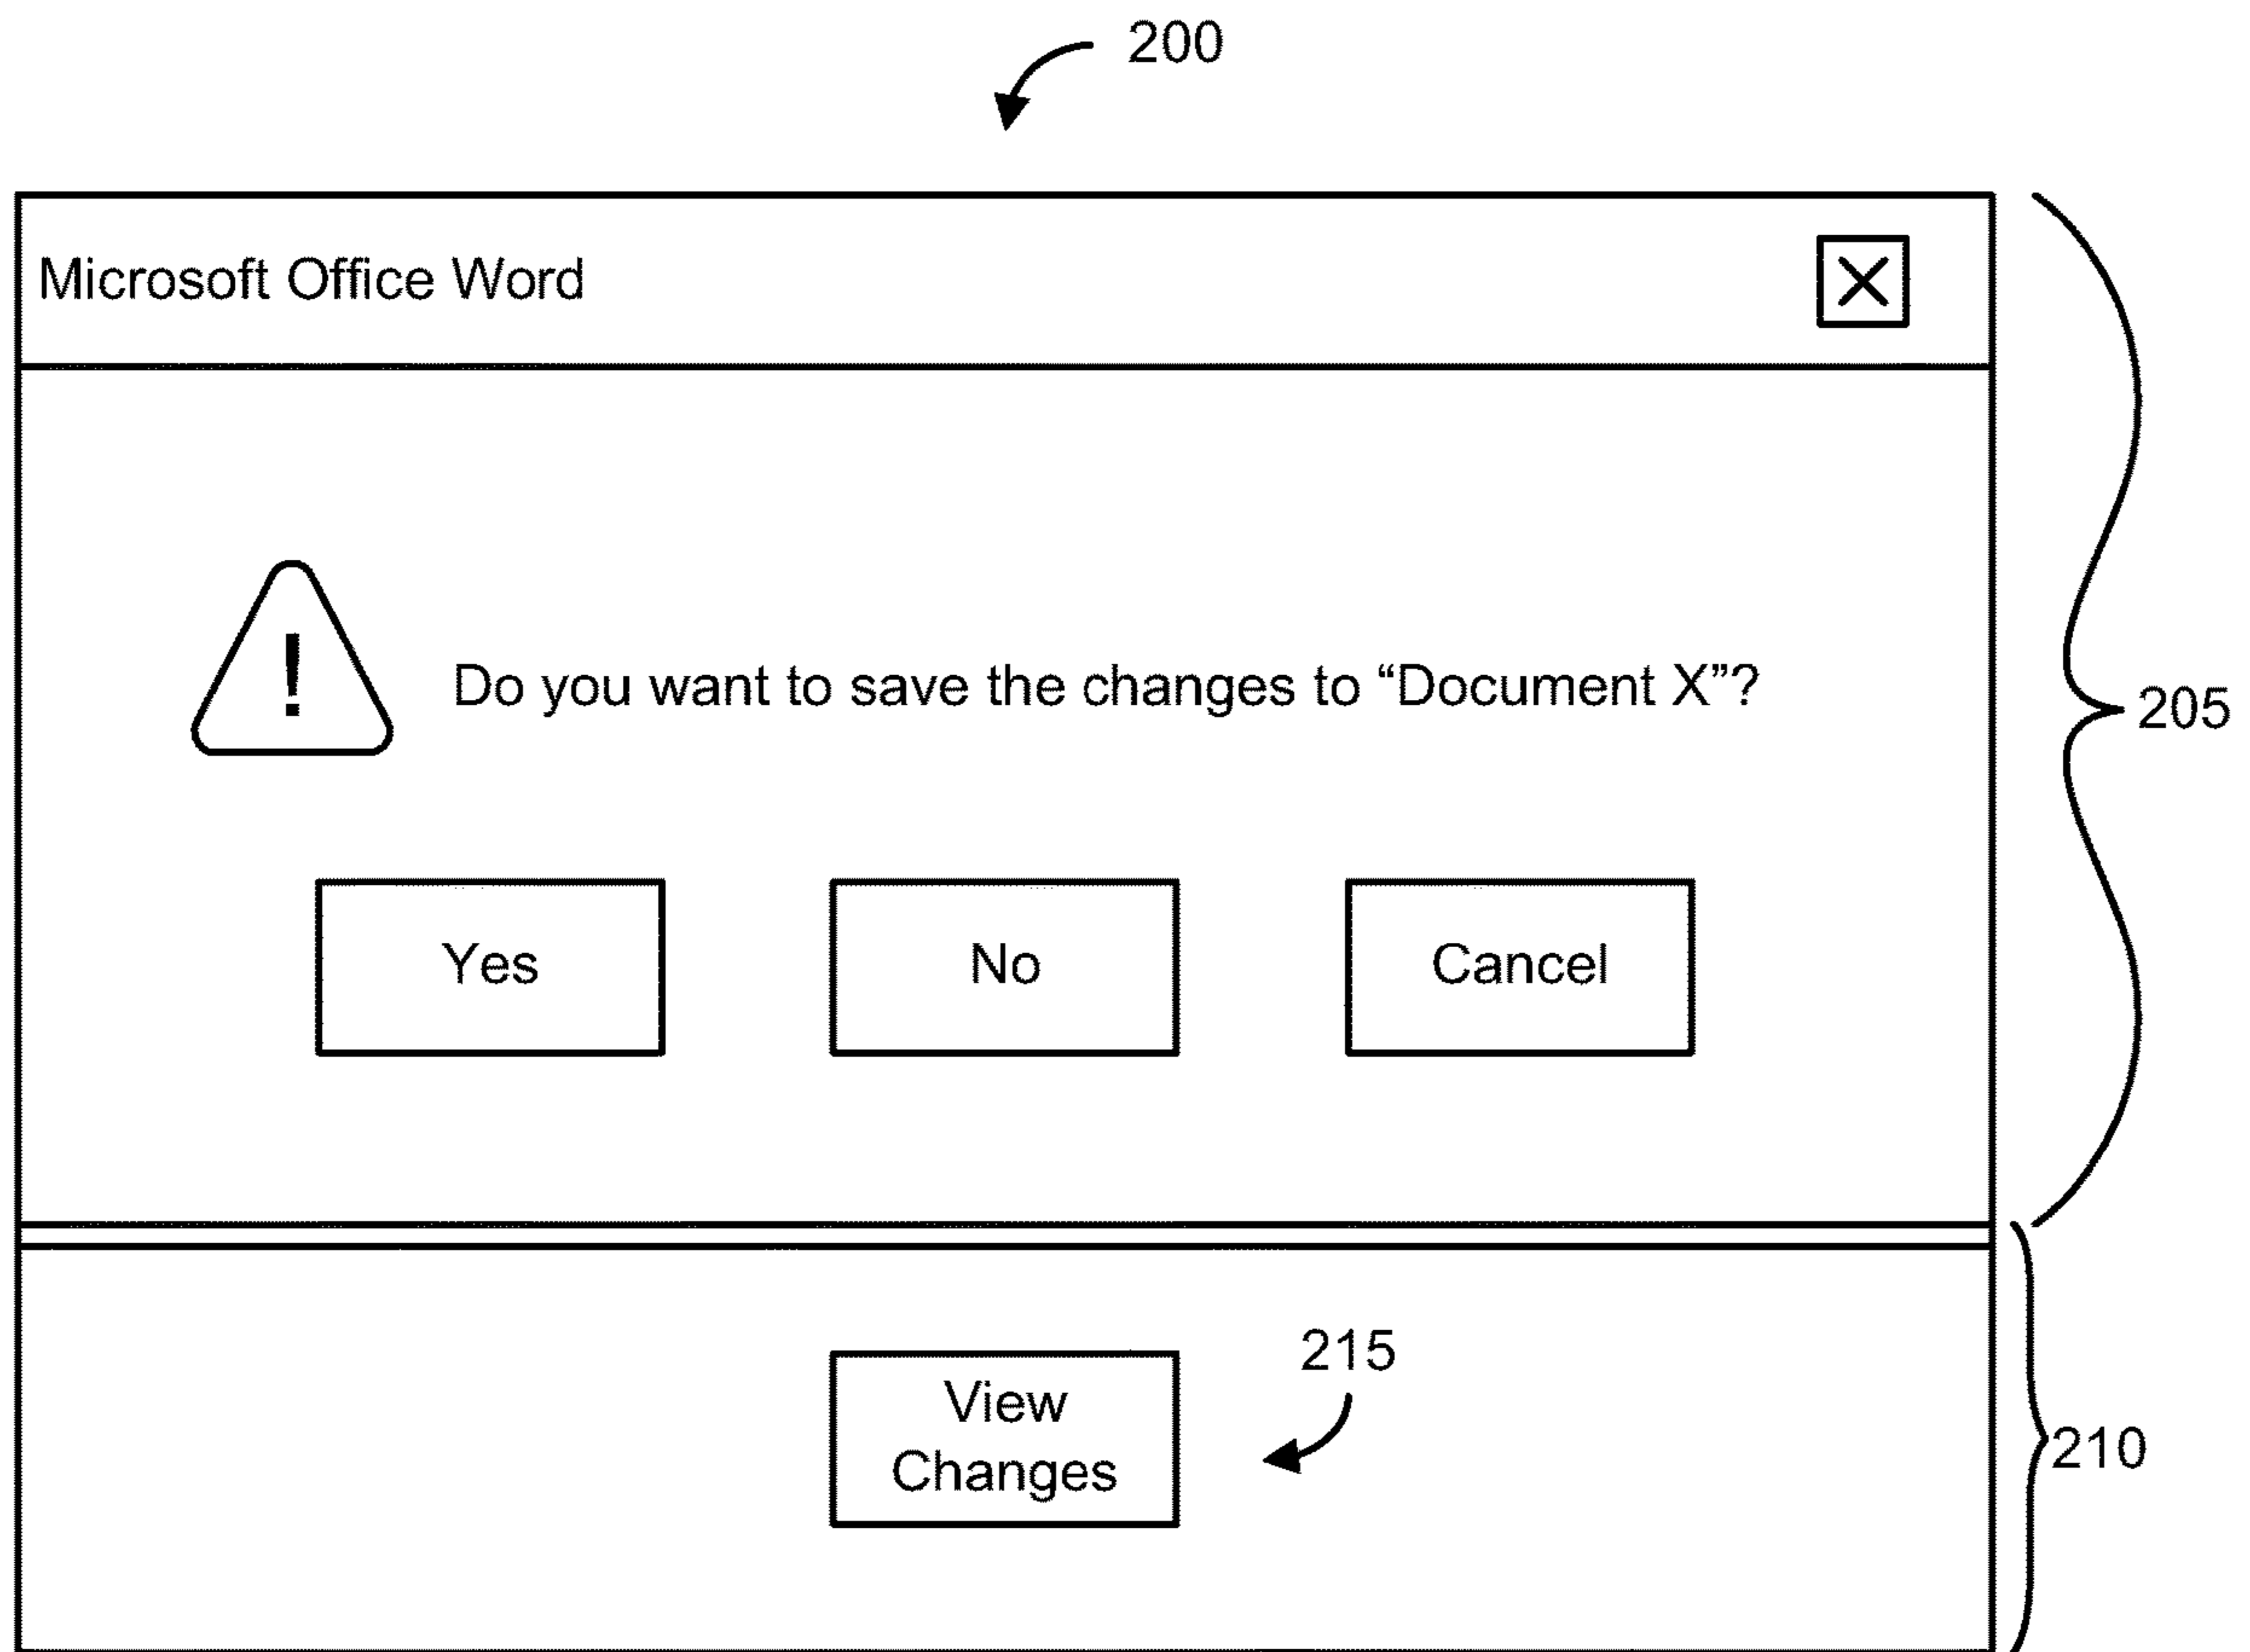 200
Microsoft Office Word
!
Do you want to save the changes to “Document X”?
205
Yes
No
Cancel
215
View
Changes
210